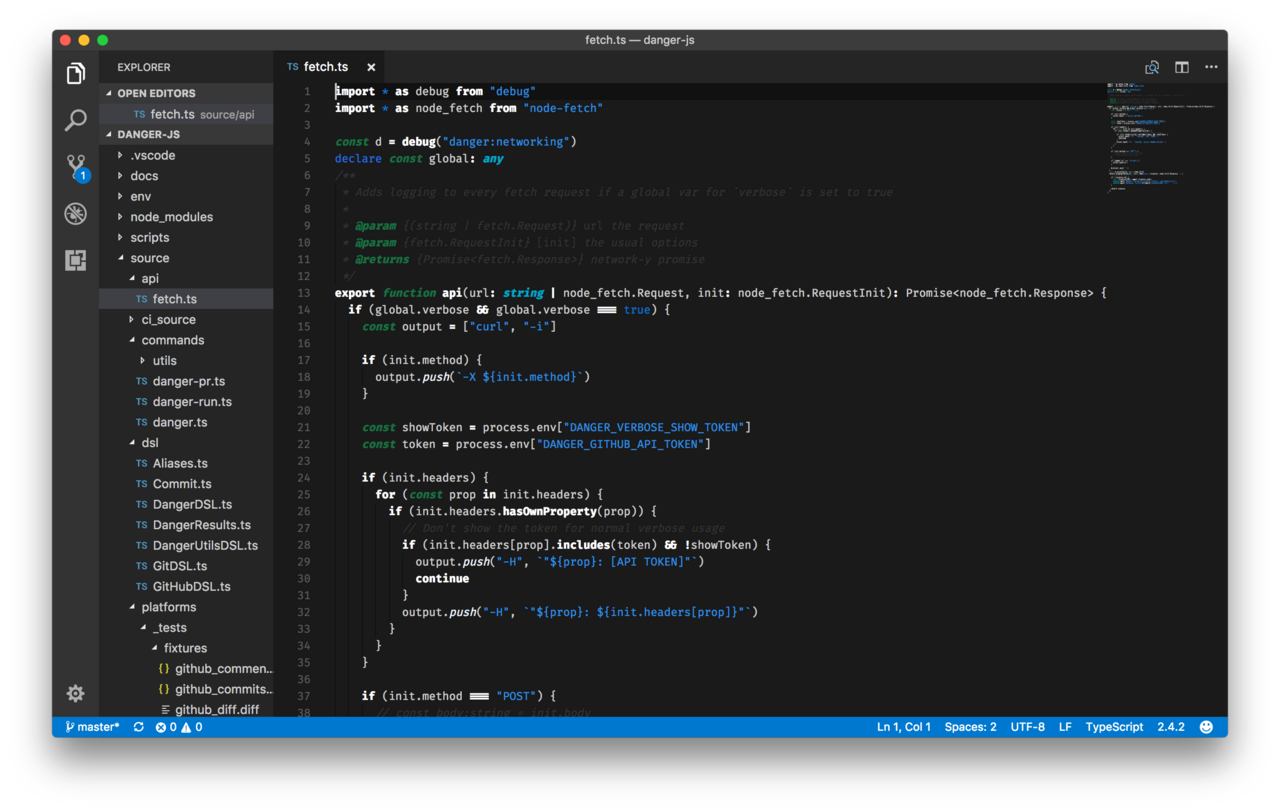 fetch.ts — danger-js
EXPLORER
OPEN EDITORS
TS fetch.ts source/api
DANGER-JS
.vscode
docs
env
node_modules
scripts
source
api
TS fetch.ts
ci_source
commands
utils
TS danger-pr.ts
TS danger-run.ts
TS danger.ts
dsl
TS Aliases.ts
TS Commit.ts
TS DangerDSL.ts
TS DangerResults.ts
TS DangerUtilsDSL.ts
TS GitDSL.ts
TS GitHubDSL.ts
platforms
_tests
fixtures
{} github_commen...
{} github_commits...
github_diff.diff
1
TS fetch.ts ×
1 import * as debug from "debug"
2 import * as node_fetch from "node-fetch"
3
4 const d = debug("danger:networking")
5 declare const global: any
6 /**
7 * Adds logging to every fetch request if a global var for `verbose` is set to true
8 *
9 * @param {(string | fetch.Request)} url the request
10 * @param {fetch.RequestInit} [init] the usual options
11 * @returns {Promise<fetch.Response>} network-y promise
12 */
13 export function api(url: string | node_fetch.Request, init: node_fetch.RequestInit): Promise<node_fetch.Response> {
14 if (global.verbose && global.verbose === true) {
15 const output = ["curl", "-i"]
16
17 if (init.method) {
18 output.push(`-X ${init.method}`)
19 }
20
21 const showToken = process.env["DANGER_VERBOSE_SHOW_TOKEN"]
22 const token = process.env["DANGER_GITHUB_API_TOKEN"]
23
24 if (init.headers) {
25 for (const prop in init.headers) {
26 if (init.headers.hasOwnProperty(prop)) {
27 // Don't show the token for normal verbose usage
28 if (init.headers[prop].includes(token) && !showToken) {
29 output.push("-H", `"${prop}: [API TOKEN]"`)
30 continue
31 }
32 output.push("-H", `"${prop}: ${init.headers[prop]}"`)
33 }
34 }
35 }
36
37 if (init.method === "POST") {
38 // const body:string = init.body
master* 0 0
Ln 1, Col 1 Spaces: 2 UTF-8 LF TypeScript 2.4.2